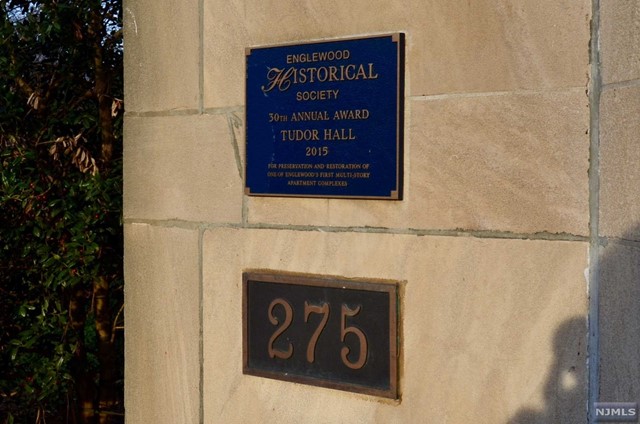 ENGLEWOOD
HISTORICAL
SOCIETY
30TH ANNUAL AWARD
TUDOR HALL
2015
FOR PRESERVATION AND RESTORATION OF
ONE OF ENGLEWOOD'S FIRST MULTI-STORY
APARTMENT COMPLEXES
275
NJMLS